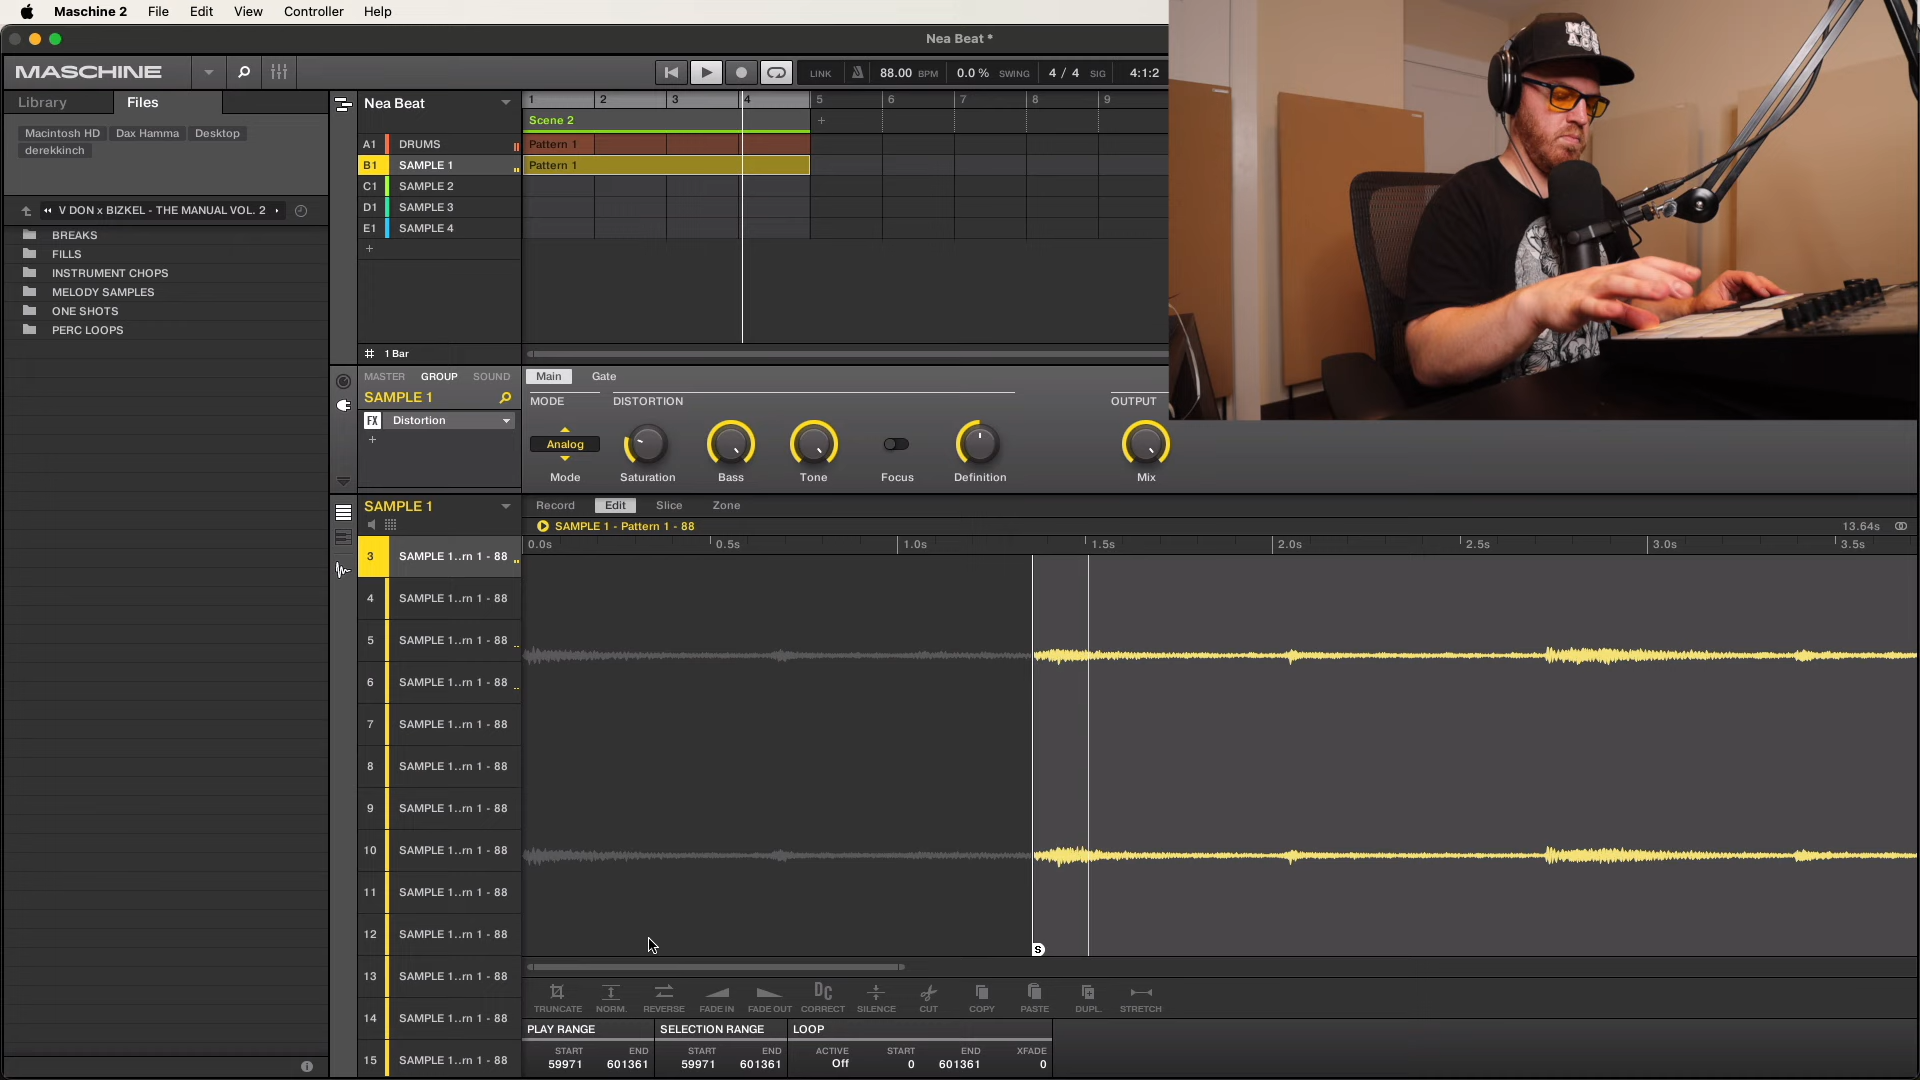 Maschine 2 File Edit View Controller Help
Nea Beat *
MASCHINE LINK 88.00 BPM 0.0 % SWING 4 / 4 SIG 4:1:2
Library Files
Macintosh HD Dax Hamma Desktop
derekkinch
V DON x BIZKEL - THE MANUAL VOL. 2
BREAKS
FILLS
INSTRUMENT CHOPS
MELODY SAMPLES
ONE SHOTS
PERC LOOPS
Nea Beat 1 2 3 4 5 6 7 8 9
Scene 2 +
A1 DRUMS Pattern 1
B1 SAMPLE 1 Pattern 1
C1 SAMPLE 2
D1 SAMPLE 3
E1 SAMPLE 4
+
1 Bar
MASTER GROUP SOUND Main Gate
SAMPLE 1 MODE DISTORTION OUTPUT
FX Distortion Analog
+
Mode Saturation Bass Tone Focus Definition Mix
SAMPLE 1 Record Edit Slice Zone
SAMPLE 1 - Pattern 1 - 88 13.64s
0.0s 0.5s 1.0s 1.5s 2.0s 2.5s 3.0s 3.5s
3 SAMPLE 1..rn 1 - 88
4 SAMPLE 1..rn 1 - 88
5 SAMPLE 1..rn 1 - 88
6 SAMPLE 1..rn 1 - 88
7 SAMPLE 1..rn 1 - 88
8 SAMPLE 1..rn 1 - 88
9 SAMPLE 1..rn 1 - 88
10 SAMPLE 1..rn 1 - 88
11 SAMPLE 1..rn 1 - 88
12 SAMPLE 1..rn 1 - 88
13 SAMPLE 1..rn 1 - 88
14 SAMPLE 1..rn 1 - 88
15 SAMPLE 1..rn 1 - 88
S
DC
TRUNCATE NORM. REVERSE FADE IN FADE OUT CORRECT SILENCE CUT COPY PASTE DUPL. STRETCH
PLAY RANGE SELECTION RANGE LOOP
START END START END ACTIVE START END XFADE
59971 601361 59971 601361 Off 0 601361 0